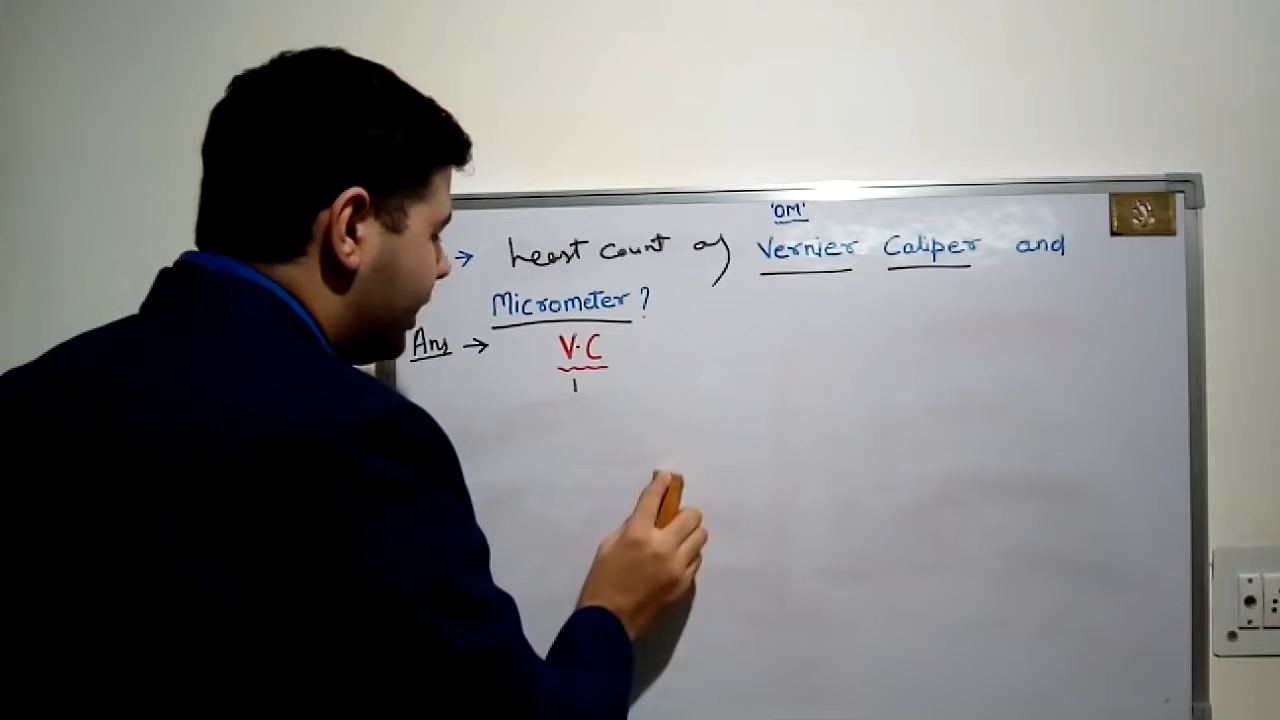 'OM'
→ Least count of Vernier Caliper and
Micrometer?
Ans → V.C